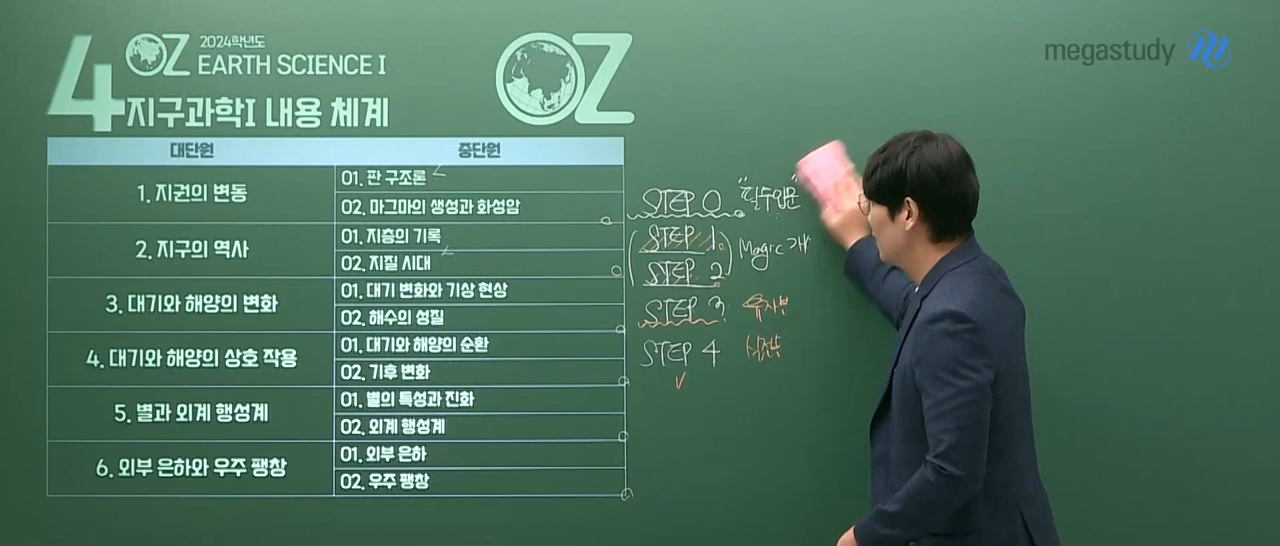 megastudy
4 OZ 2024학년도
EARTH SCIENCE I
지구과학I 내용 체계
OZ
대단원 중단원
1. 지권의 변동
01. 판 구조론
02. 마그마의 생성과 화성암
2. 지구의 역사
01. 지층의 기록
02. 지질 시대
3. 대기와 해양의 변화
01. 대기 변화와 기상 현상
02. 해수의 성질
4. 대기와 해양의 상호 작용
01. 대기와 해양의 순환
02. 기후 변화
5. 별과 외계 행성계
01. 별의 특성과 진화
02. 외계 행성계
6. 외부 은하와 우주 팽창
01. 외부 은하
02. 우주 팽창
STEP 0 "필수입문"
STEP 1
STEP 2 Magic 개
STEP 3
STEP 4